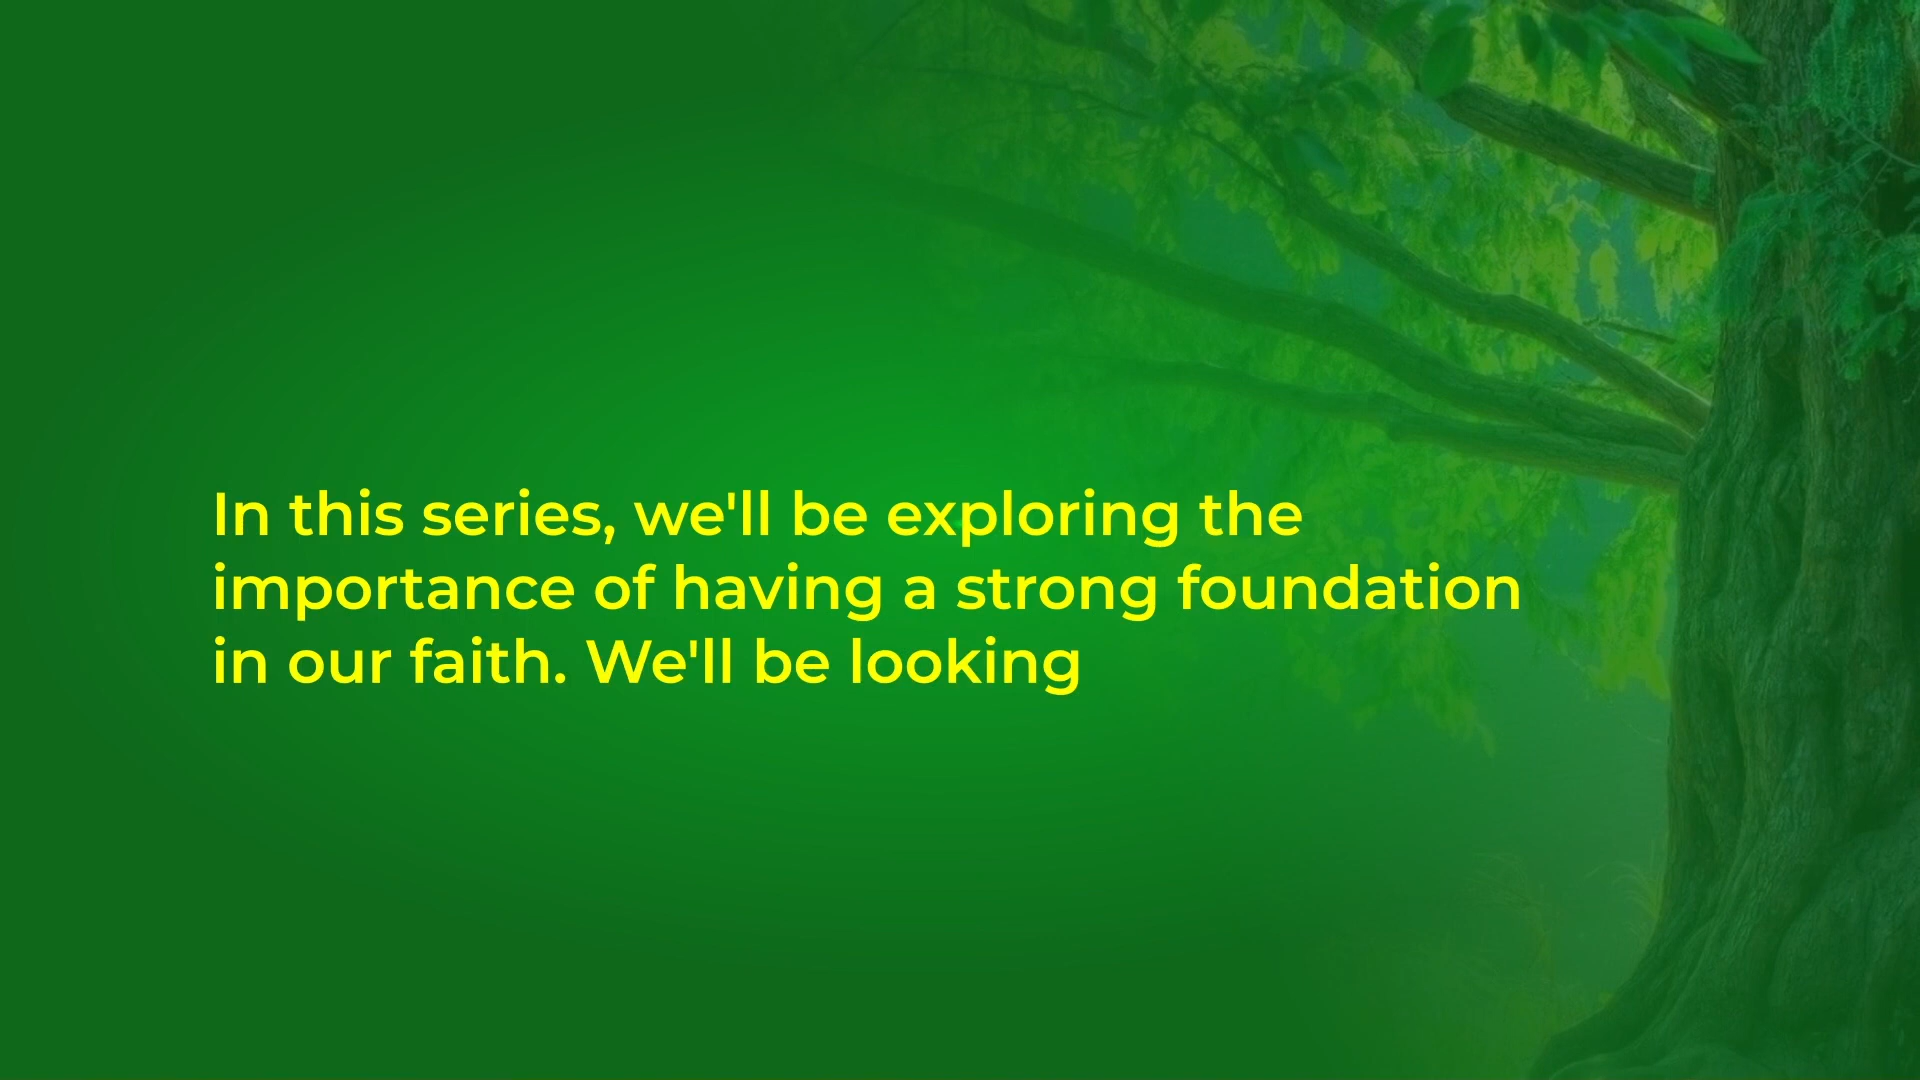 In this series, we'll be exploring the
importance of having a strong foundation
in our faith. We'll be looking